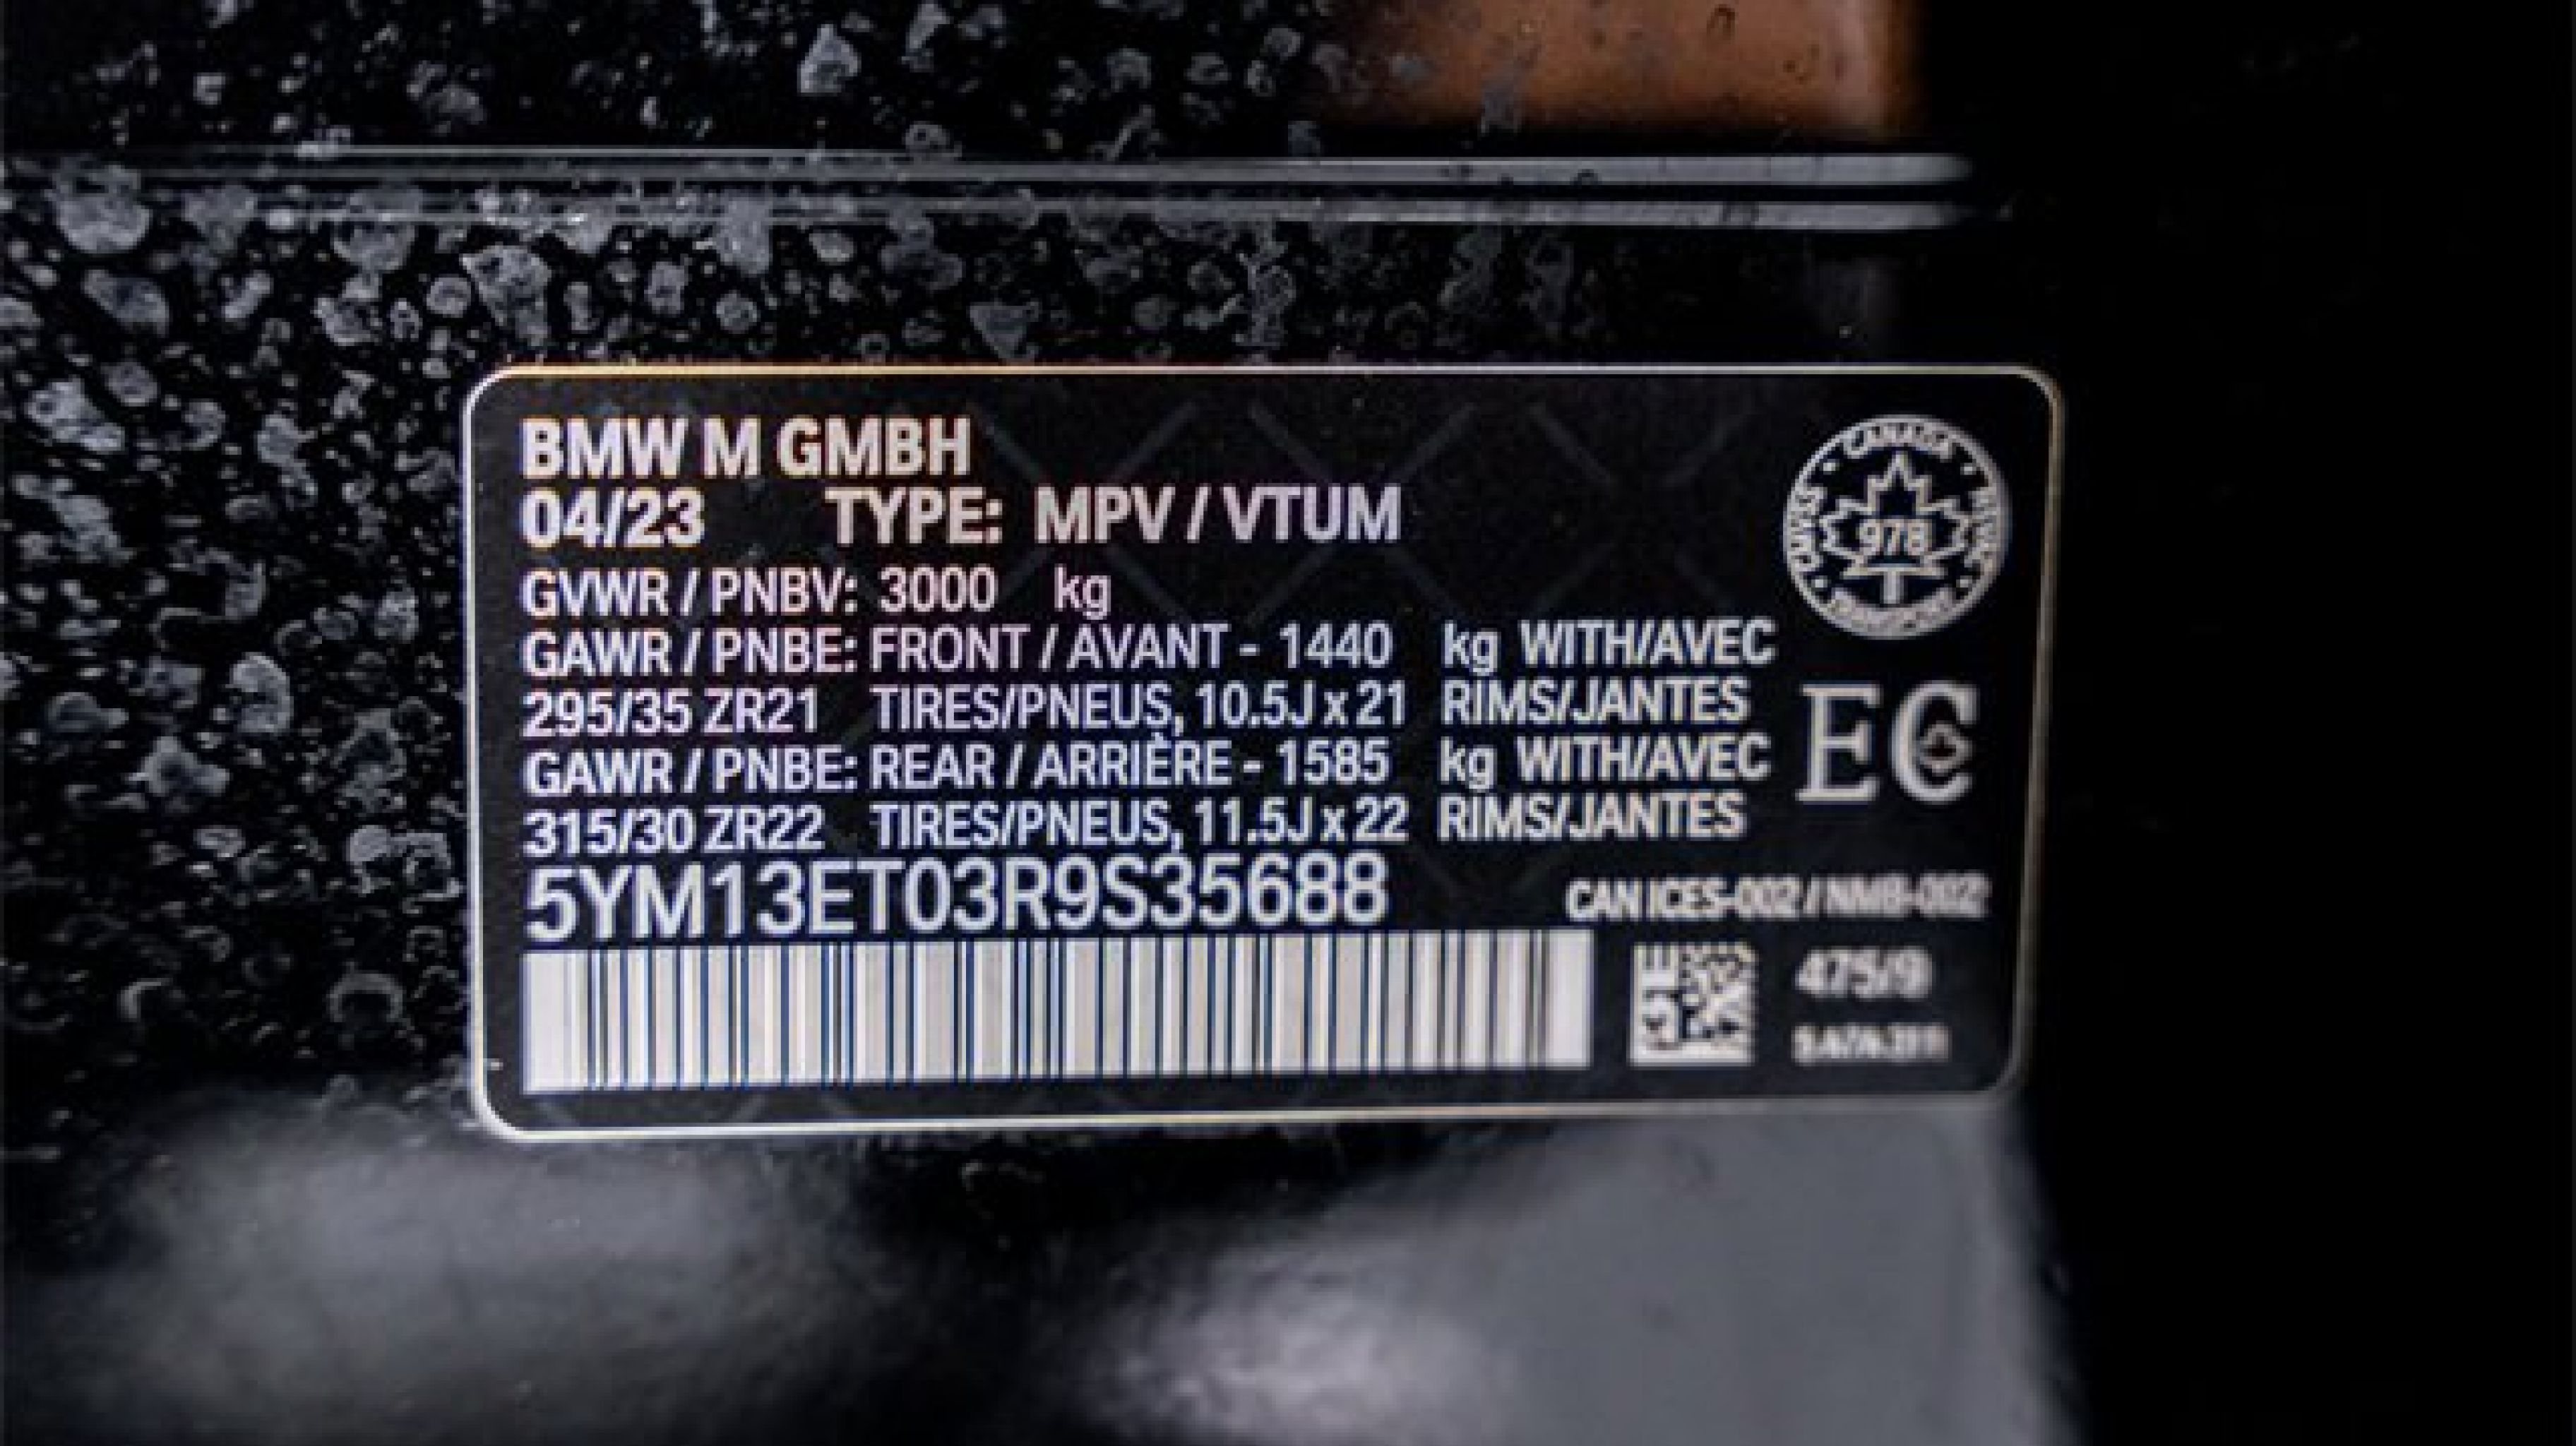 BMW M GMBH
04/23 TYPE: MPV / VTUM
GVWR / PNBV: 3000 kg
GAWR / PNBE: FRONT / AVANT - 1440 kg WITH/AVEC
295/35 ZR21 TIRES/PNEUS, 10.5J x 21 RIMS/JANTES
GAWR / PNBE: REAR / ARRIÈRE - 1585 kg WITH/AVEC
315/30 ZR22 TIRES/PNEUS, 11.5J x 22 RIMS/JANTES
5YM13ET03R9S35688
CANADA
978
TRANSPORT
EC
CAN ICES-002 / NMB-002
475/9